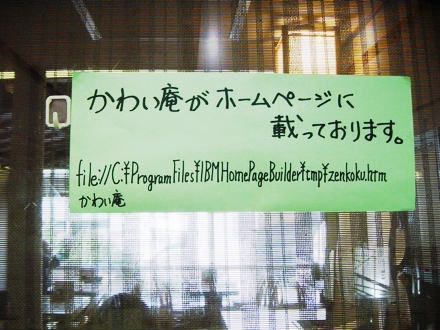 かわい庵がホームページに
載っております。
file://C:¥ProgramFiles¥IBMHomePageBuilder¥tmp¥zenkoku.htm
かわい庵